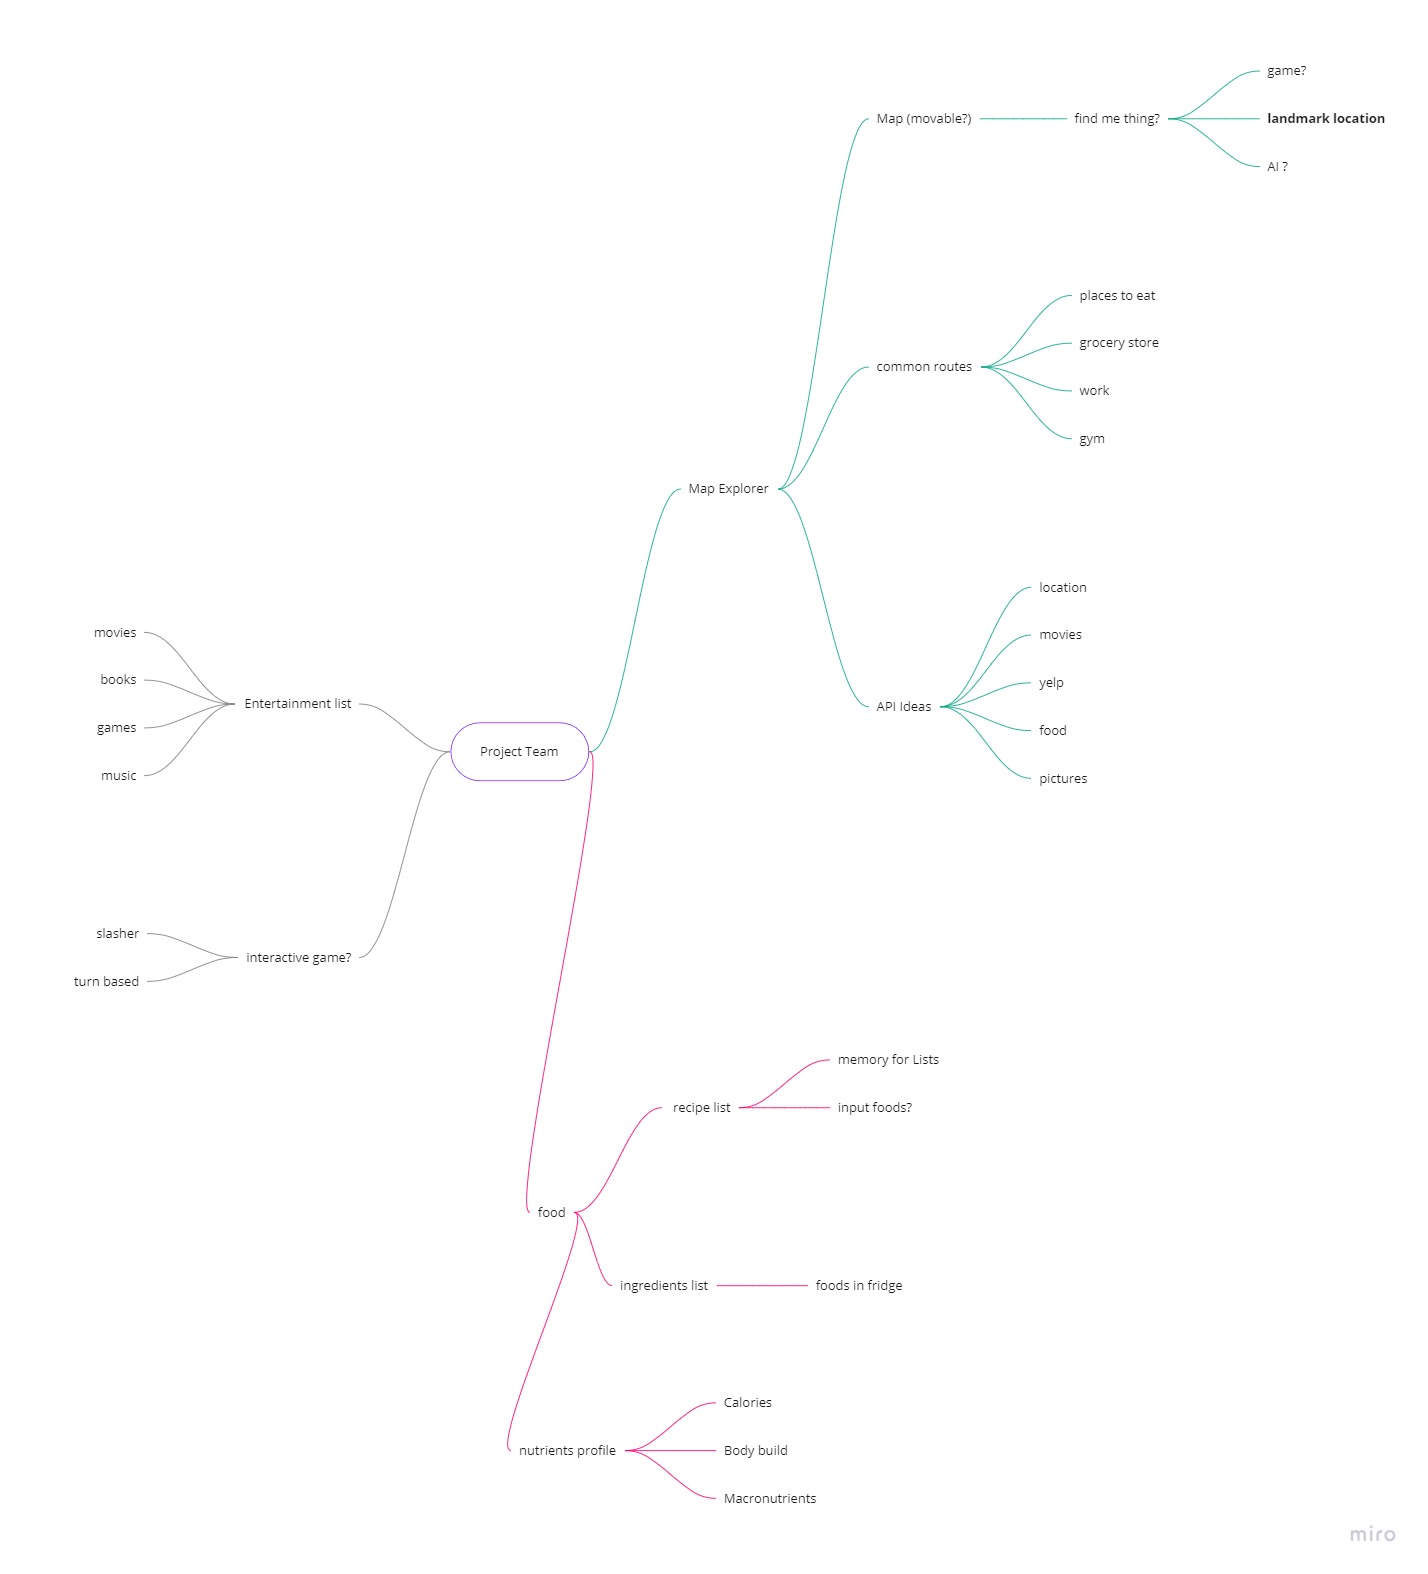 game?
Map (movable?)
find me thing?
landmark location
AI ?
places to eat
grocery store
common routes
work
gym
Map Explorer
location
movies
yelp
API Ideas
food
pictures
movies
books
Entertainment list
games
music
Project Team
slasher
interactive game?
turn based
memory for Lists
recipe list
input foods?
food
ingredients list
foods in fridge
Calories
nutrients profile
Body build
Macronutrients
miro